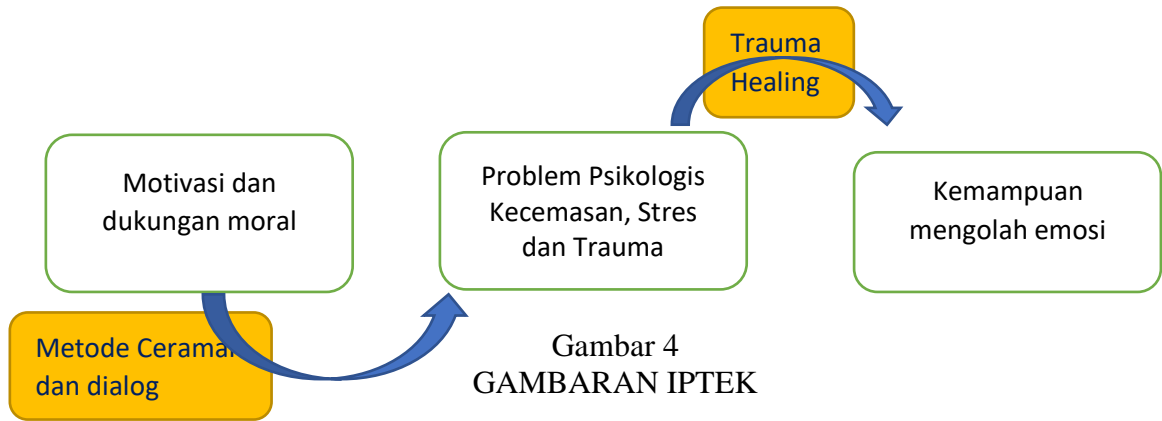 Trauma
Healing
Motivasi dan
dukungan moral
Problem Psikologis
Kecemasan, Stres
dan Trauma
Kemampuan
mengolah emosi
Metode Ceramah
dan dialog
Gambar 4
GAMBARAN IPTEK